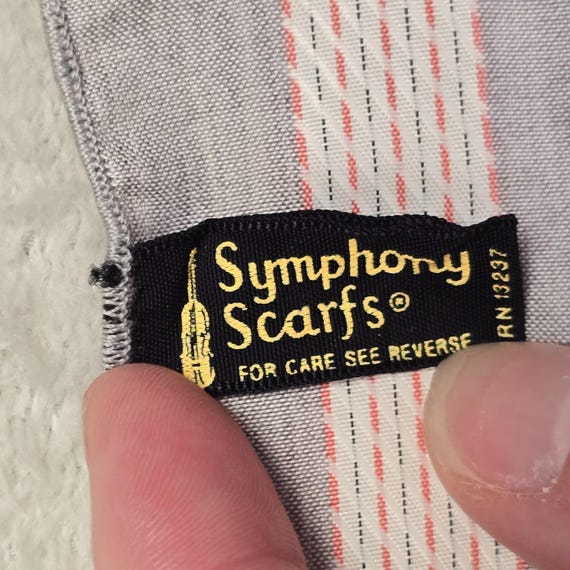 Symphony
Scarfs®
FOR CARE SEE REVERSE
RN 13237